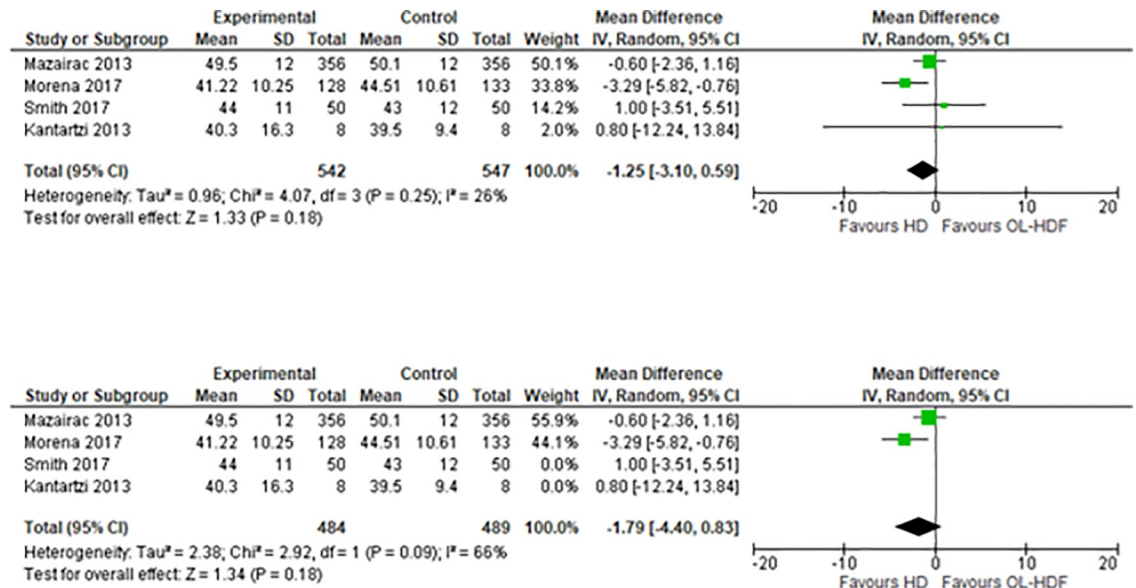 Experimental Control Mean Difference Mean Difference
Study or Subgroup Mean SD Total Mean SD Total Weight IV, Random, 95% CI IV, Random, 95% CI
Mazairac 2013 49.5 12 356 50.1 12 356 50.1% -0.60 [-2.36, 1.16]
Morena 2017 41.22 10.25 128 44.51 10.61 133 33.8% -3.29 [-5.82, -0.76]
Smith 2017 44 11 50 43 12 50 14.2% 1.00 [-3.51, 5.51]
Kantartzi 2013 40.3 16.3 8 39.5 9.4 8 2.0% 0.80 [-12.24, 13.84]
Total (95% CI) 542 547 100.0% -1.25 [-3.10, 0.59]
Heterogeneity: Tau² = 0.96; Chi² = 4.07, df = 3 (P = 0.25); I² = 26%
Test for overall effect: Z = 1.33 (P = 0.18)
-20 -10 0 10 20
Favours HD Favours OL-HDF
Experimental Control Mean Difference Mean Difference
Study or Subgroup Mean SD Total Mean SD Total Weight IV, Random, 95% CI IV, Random, 95% CI
Mazairac 2013 49.5 12 356 50.1 12 356 55.9% -0.60 [-2.36, 1.16]
Morena 2017 41.22 10.25 128 44.51 10.61 133 44.1% -3.29 [-5.82, -0.76]
Smith 2017 44 11 50 43 12 50 0.0% 1.00 [-3.51, 5.51]
Kantartzi 2013 40.3 16.3 8 39.5 9.4 8 0.0% 0.80 [-12.24, 13.84]
Total (95% CI) 484 489 100.0% -1.79 [-4.40, 0.83]
Heterogeneity: Tau² = 2.38; Chi² = 2.92, df = 1 (P = 0.09); I² = 66%
Test for overall effect: Z = 1.34 (P = 0.18)
-20 -10 0 10 20
Favours HD Favours OL-HDF